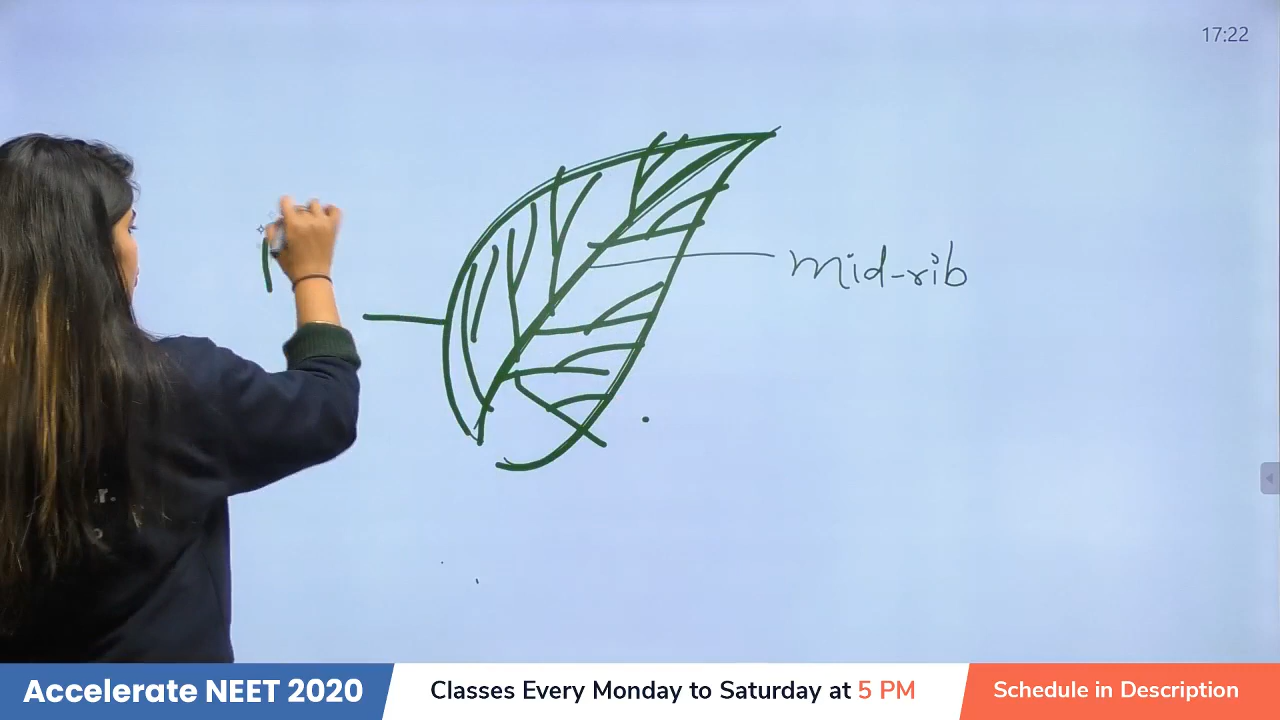 17:22
mid-rib
Accelerate NEET 2020
Classes Every Monday to Saturday at 5 PM
Schedule in Description